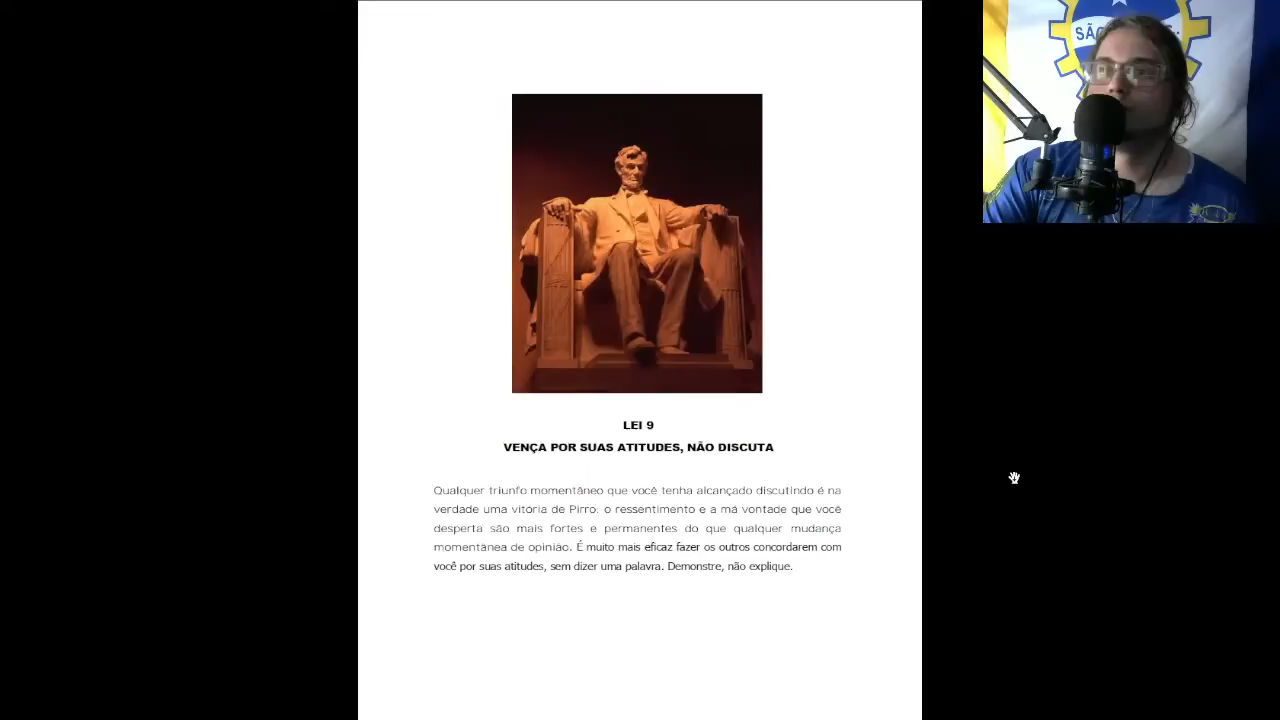 SÃO
LEI 9
VENÇA POR SUAS ATITUDES, NÃO DISCUTA
Qualquer triunfo momentâneo que você tenha alcançado discutindo é na
verdade uma vitória de Pirro: o ressentimento e a má vontade que você
desperta são mais fortes e permanentes do que qualquer mudança
momentânea de opinião. É muito mais eficaz fazer os outros concordarem com
você por suas atitudes, sem dizer uma palavra. Demonstre, não explique.